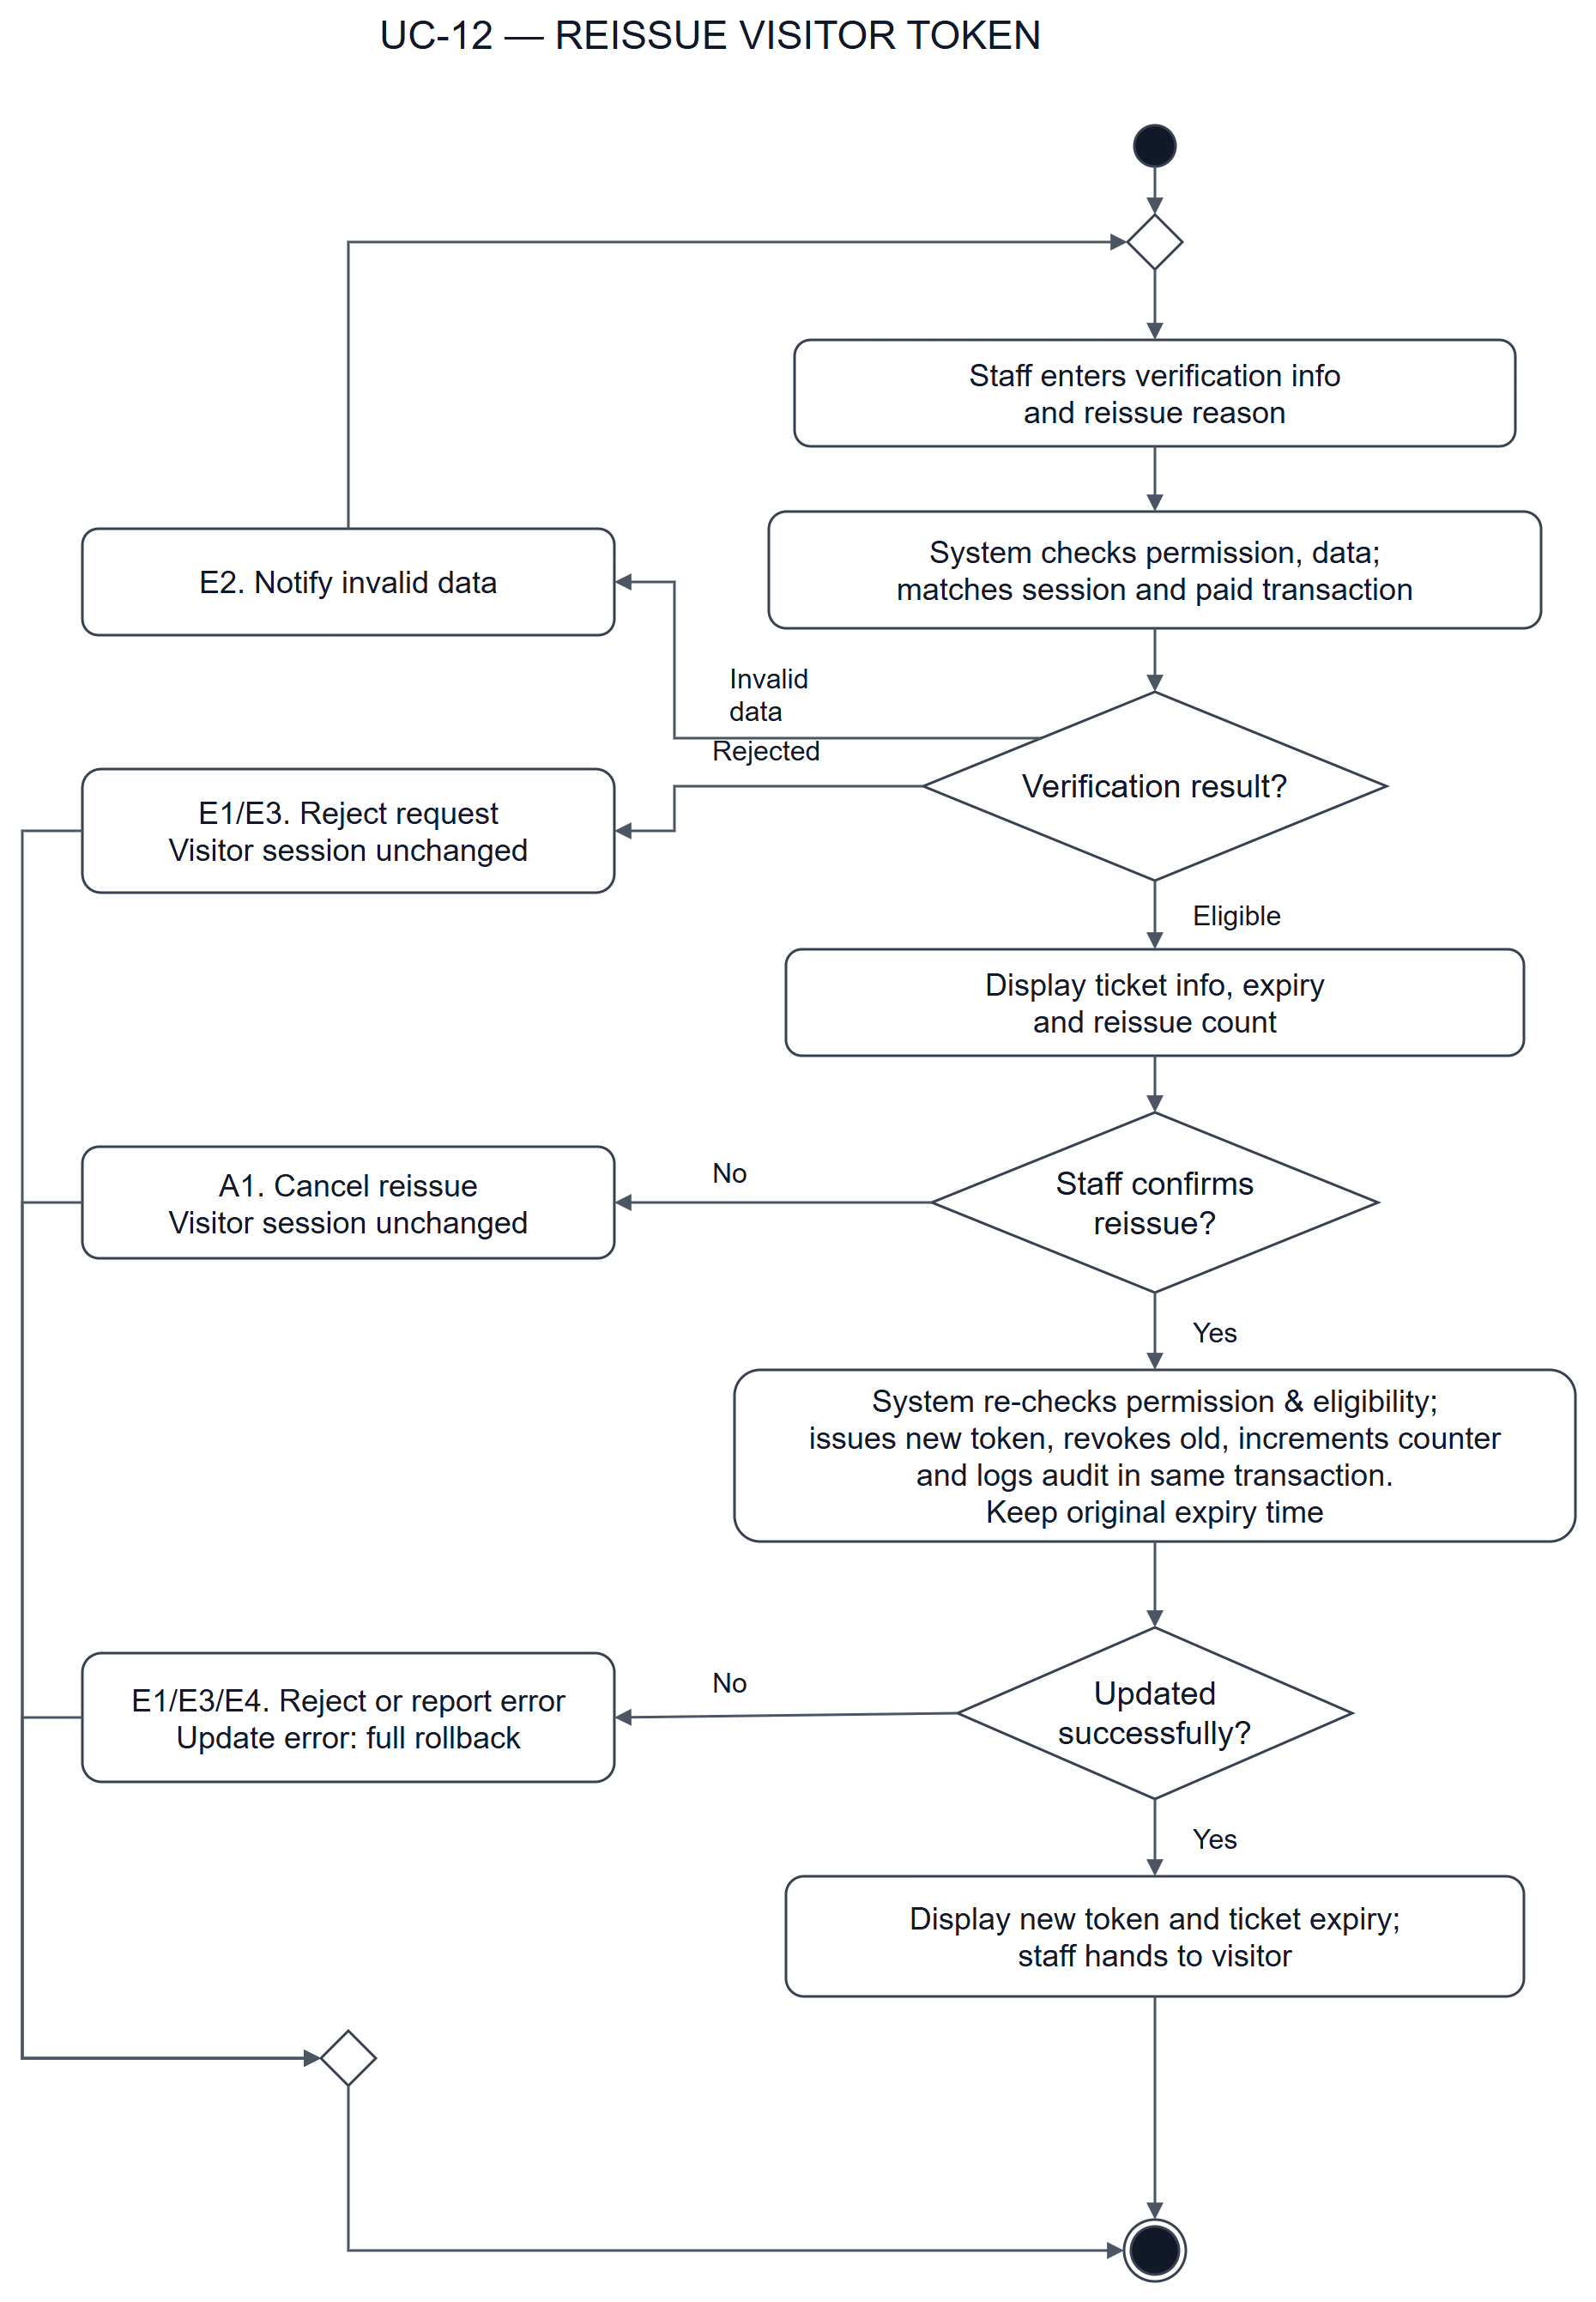 UC-12 — REISSUE VISITOR TOKEN
Staff enters verification info
and reissue reason
System checks permission, data;
matches session and paid transaction
E2. Notify invalid data
Invalid
data
Rejected
Verification result?
E1/E3. Reject request
Visitor session unchanged
Eligible
Display ticket info, expiry
and reissue count
Staff confirms
reissue?
No
A1. Cancel reissue
Visitor session unchanged
Yes
System re-checks permission & eligibility;
issues new token, revokes old, increments counter
and logs audit in same transaction.
Keep original expiry time
Updated
successfully?
No
E1/E3/E4. Reject or report error
Update error: full rollback
Yes
Display new token and ticket expiry;
staff hands to visitor